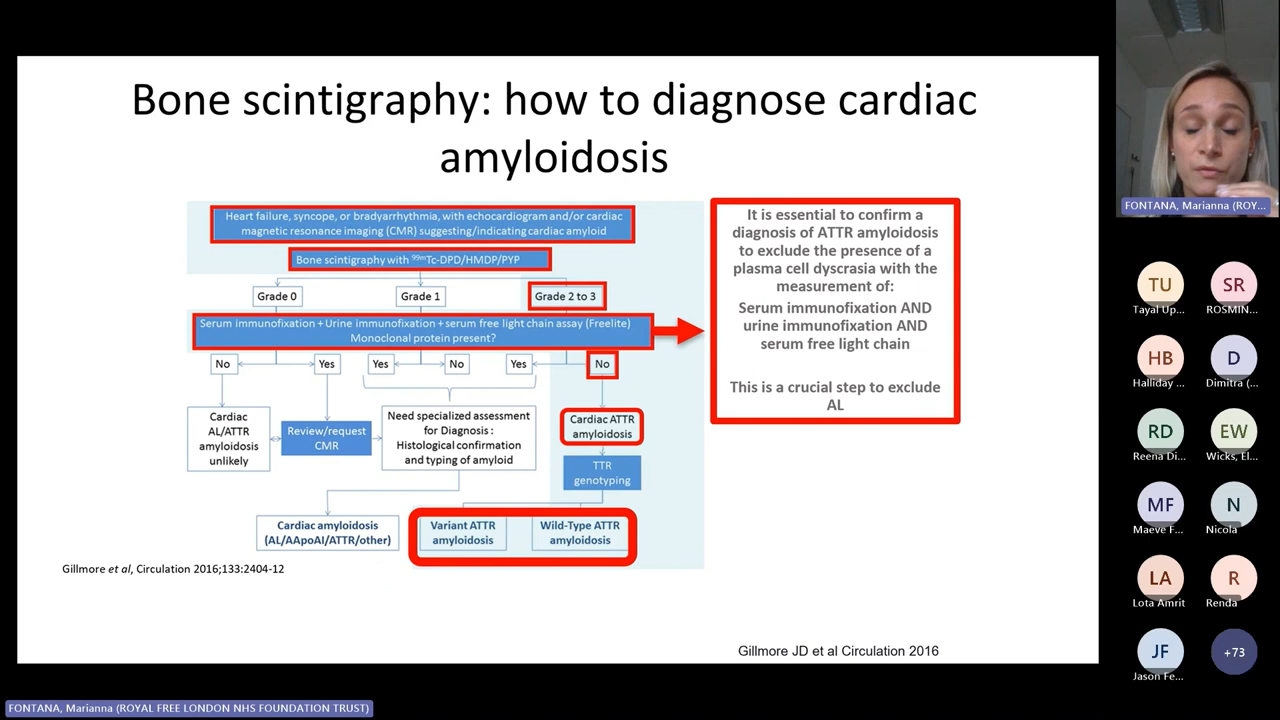 Bone scintigraphy: how to diagnose cardiac
amyloidosis
Heart failure, syncope, or bradyarrhythmia, with echocardiogram and/or cardiac
magnetic resonance imaging (CMR) suggesting/indicating cardiac amyloid
Bone scintigraphy with ⁹⁹ᵐTc-DPD/HMDP/PYP
Grade 0
Grade 1
Grade 2 to 3
Serum immunofixation + Urine immunofixation + serum free light chain assay (Freelite)
Monoclonal protein present?
No
Yes
Yes
No
Yes
No
Cardiac
AL/ATTR
amyloidosis
unlikely
Review/request
CMR
Need specialized assessment
for Diagnosis :
Histological confirmation
and typing of amyloid
Cardiac ATTR
amyloidosis
TTR
genotyping
Cardiac amyloidosis
(AL/AApoAI/ATTR/other)
Variant ATTR
amyloidosis
Wild-Type ATTR
amyloidosis
It is essential to confirm a
diagnosis of ATTR amyloidosis
to exclude the presence of a
plasma cell dyscrasia with the
measurement of:
Serum immunofixation AND
urine immunofixation AND
serum free light chain
This is a crucial step to exclude
AL
Gillmore et al, Circulation 2016;133:2404-12
Gillmore JD et al Circulation 2016
FONTANA, Marianna (ROY...
TU
Tayal Up...
SR
ROSMIN...
HB
Halliday ...
D
Dimitra (...
RD
Reena Di...
EW
Wicks, El...
MF
Maeve F...
N
Nicola
LA
Lota Amrit
R
Renda
JF
Jason Fe...
+73
FONTANA, Marianna (ROYAL FREE LONDON NHS FOUNDATION TRUST)